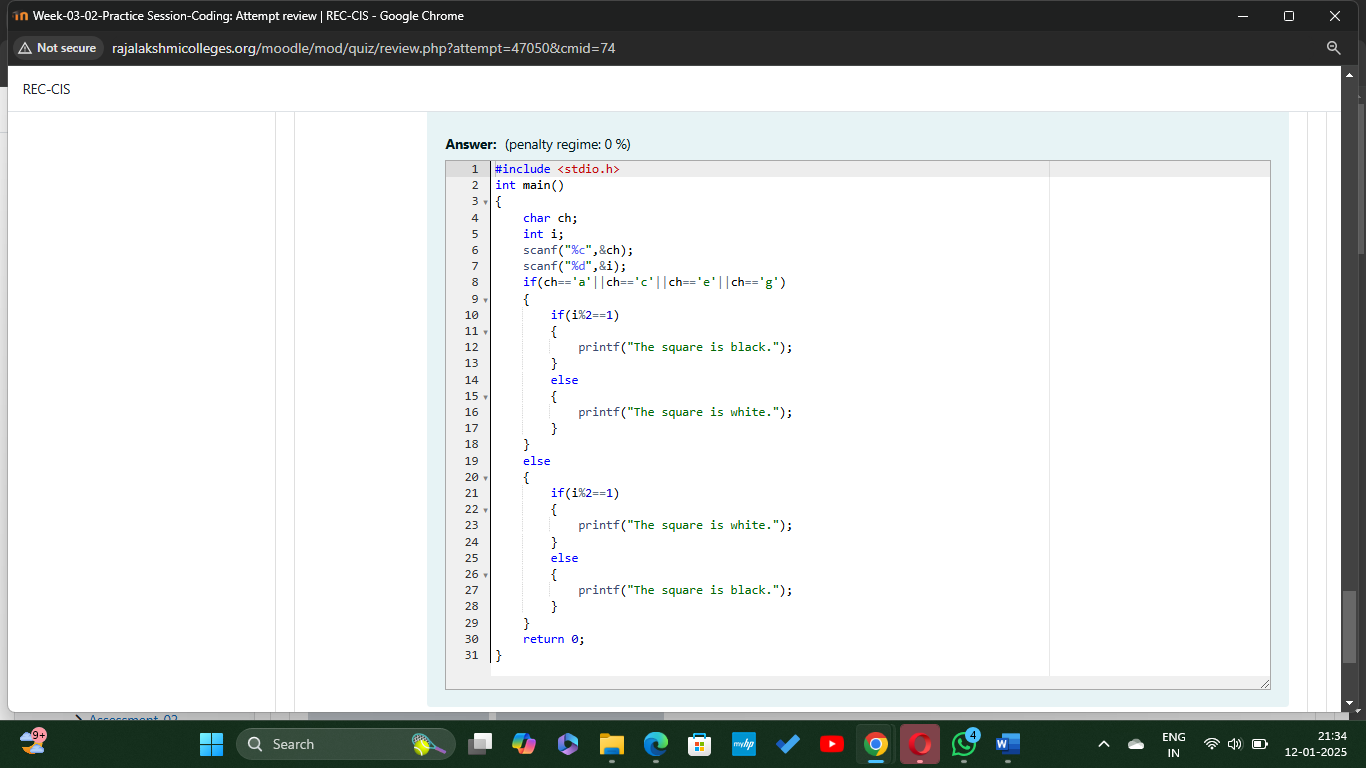 Week-03-02-Practice Session-Coding: Attempt review | REC-CIS - Google Chrome
Not secure rajalakshmicolleges.org/moodle/mod/quiz/review.php?attempt=47050&cmid=74
REC-CIS
Answer: (penalty regime: 0 %)
1 #include <stdio.h>
2 int main()
3 {
4     char ch;
5     int i;
6     scanf("%c",&ch);
7     scanf("%d",&i);
8     if(ch=='a'||ch=='c'||ch=='e'||ch=='g')
9     {
10         if(i%2==1)
11         {
12             printf("The square is black.");
13         }
14         else
15         {
16             printf("The square is white.");
17         }
18     }
19     else
20     {
21         if(i%2==1)
22         {
23             printf("The square is white.");
24         }
25         else
26         {
27             printf("The square is black.");
28         }
29     }
30     return 0;
31 }
Assessment-02
9+
Search
myhp
4
W
ENG
IN
21:34
12-01-2025